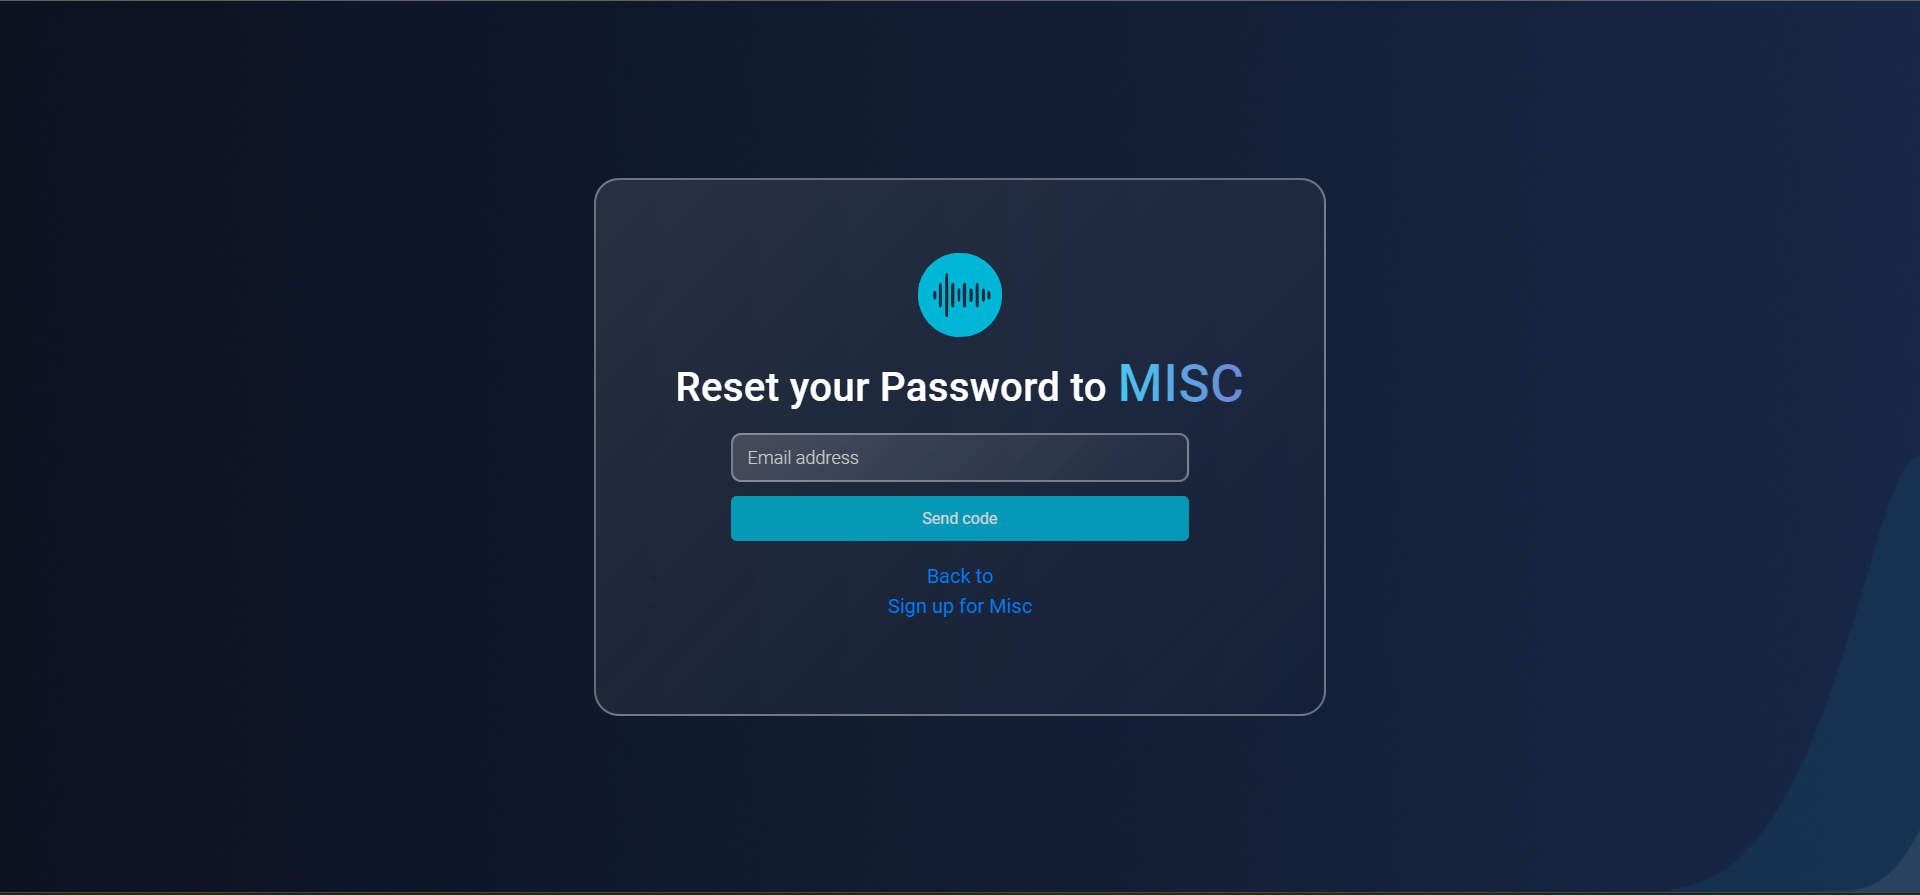 Reset your Password to MISC
Email address
Send code
Back to
Sign up for Misc